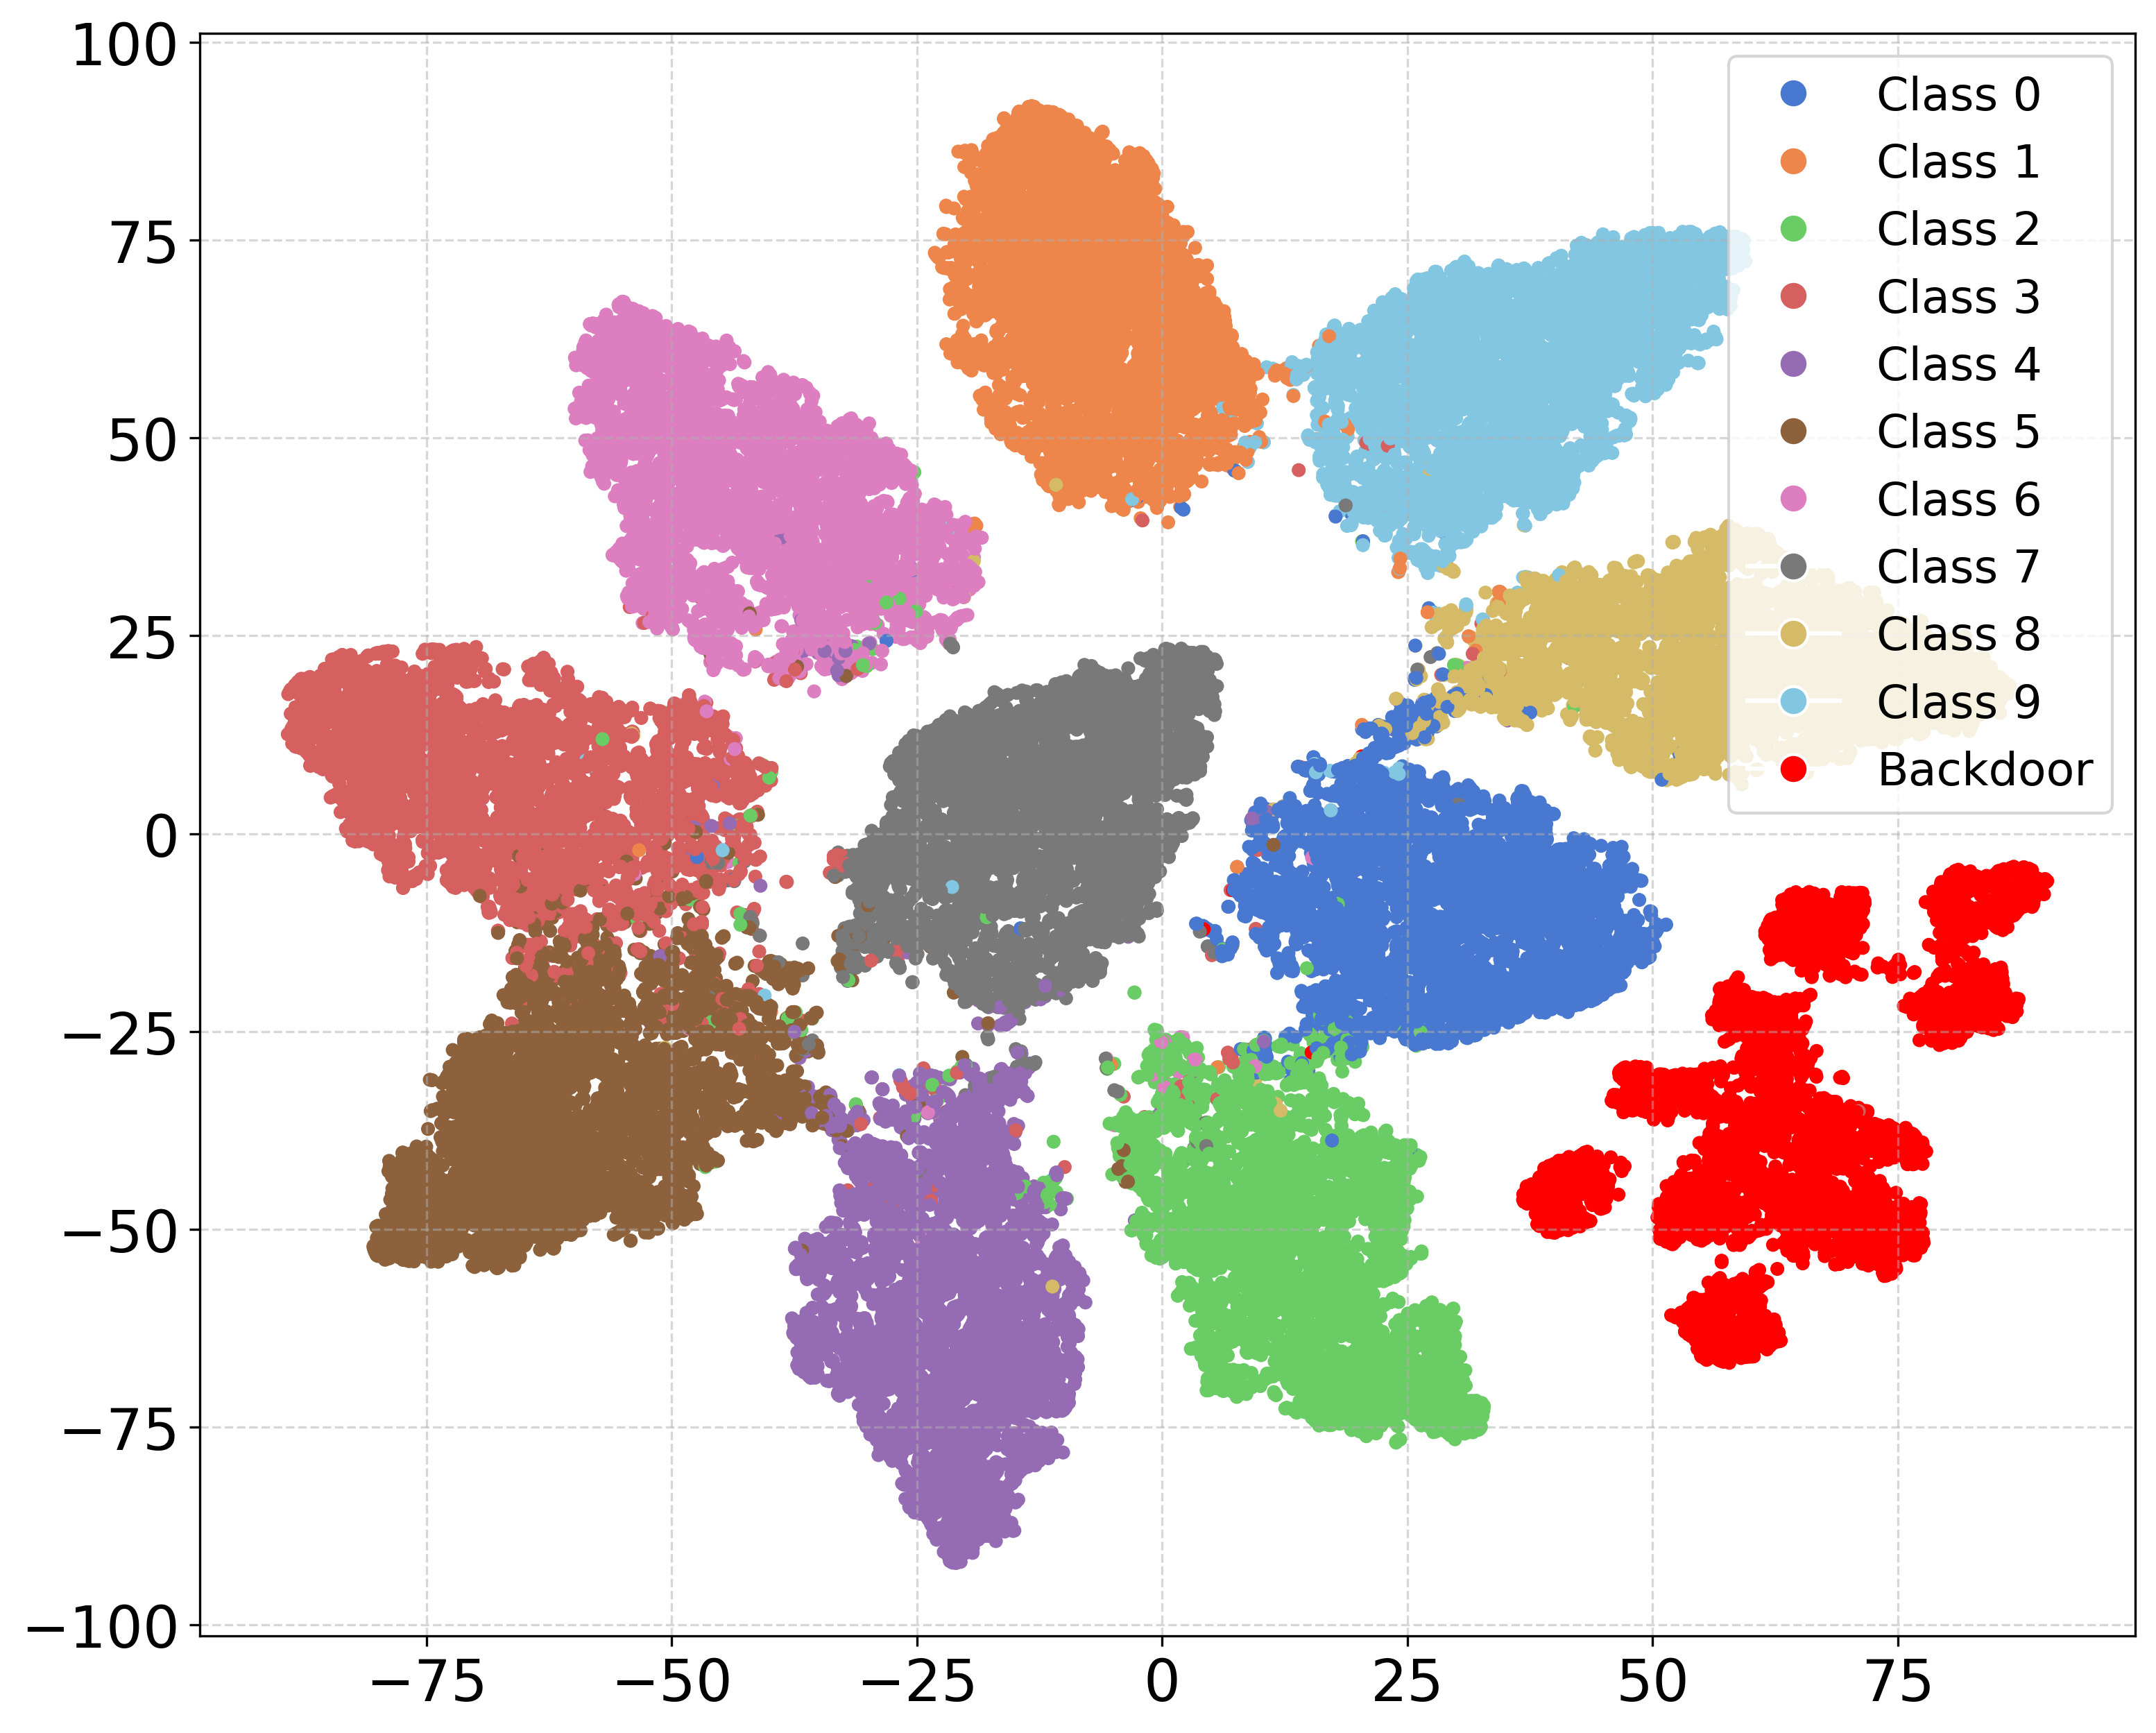 100
75
50
25
0
−25
−50
−75
−100
−75 −50 −25 0 25 50 75
Class 0
Class 1
Class 2
Class 3
Class 4
Class 5
Class 6
Class 7
Class 8
Class 9
Backdoor